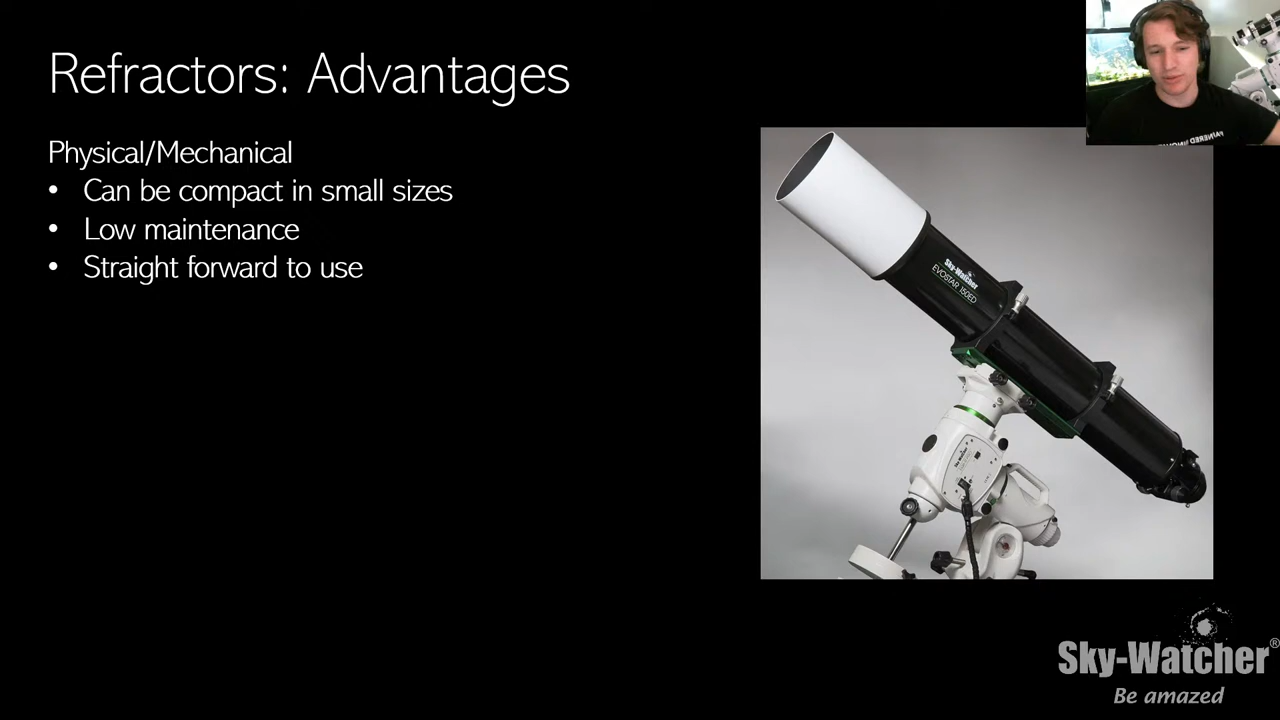 Refractors: Advantages
Physical/Mechanical
• Can be compact in small sizes
• Low maintenance
• Straight forward to use
Sky-Watcher
EVOSTAR 150ED
Sky-Watcher®
Be amazed